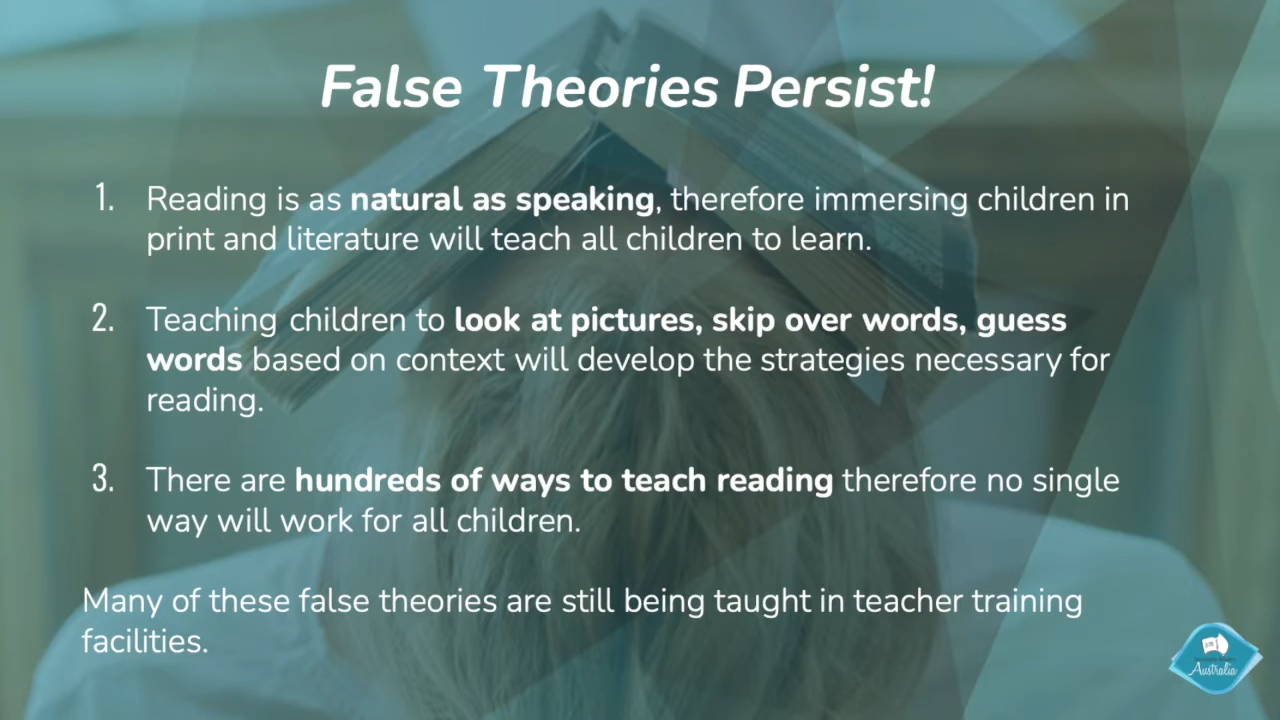 False Theories Persist!
1. Reading is as natural as speaking, therefore immersing children in
print and literature will teach all children to learn.
2. Teaching children to look at pictures, skip over words, guess
words based on context will develop the strategies necessary for
reading.
3. There are hundreds of ways to teach reading therefore no single
way will work for all children.
Many of these false theories are still being taught in teacher training
facilities.
Australia